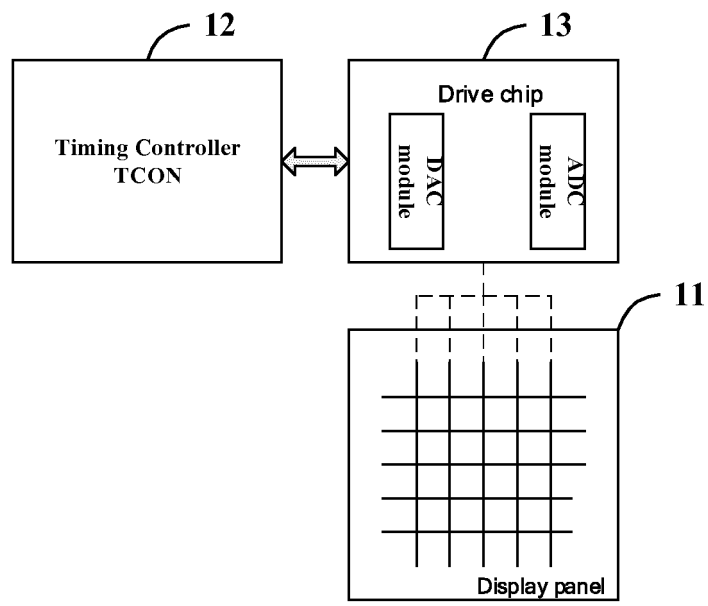 12
13
Timing Controller
TCON
Drive chip
DAC
module
ADC
module
11
Display panel